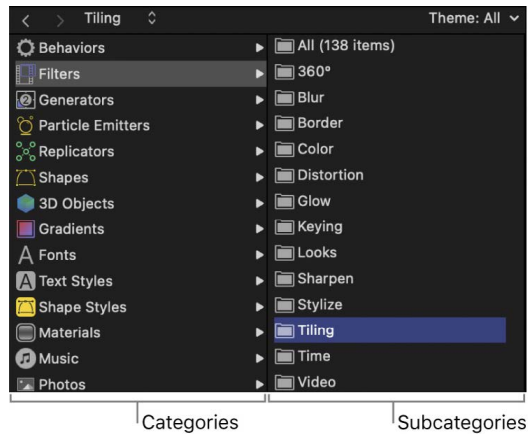 Tiling
Theme: All
Behaviors
Filters
Generators
Particle Emitters
Replicators
Shapes
3D Objects
Gradients
Fonts
Text Styles
Shape Styles
Materials
Music
Photos
All (138 items)
360°
Blur
Border
Color
Distortion
Glow
Keying
Looks
Sharpen
Stylize
Tiling
Time
Video
Categories
Subcategories